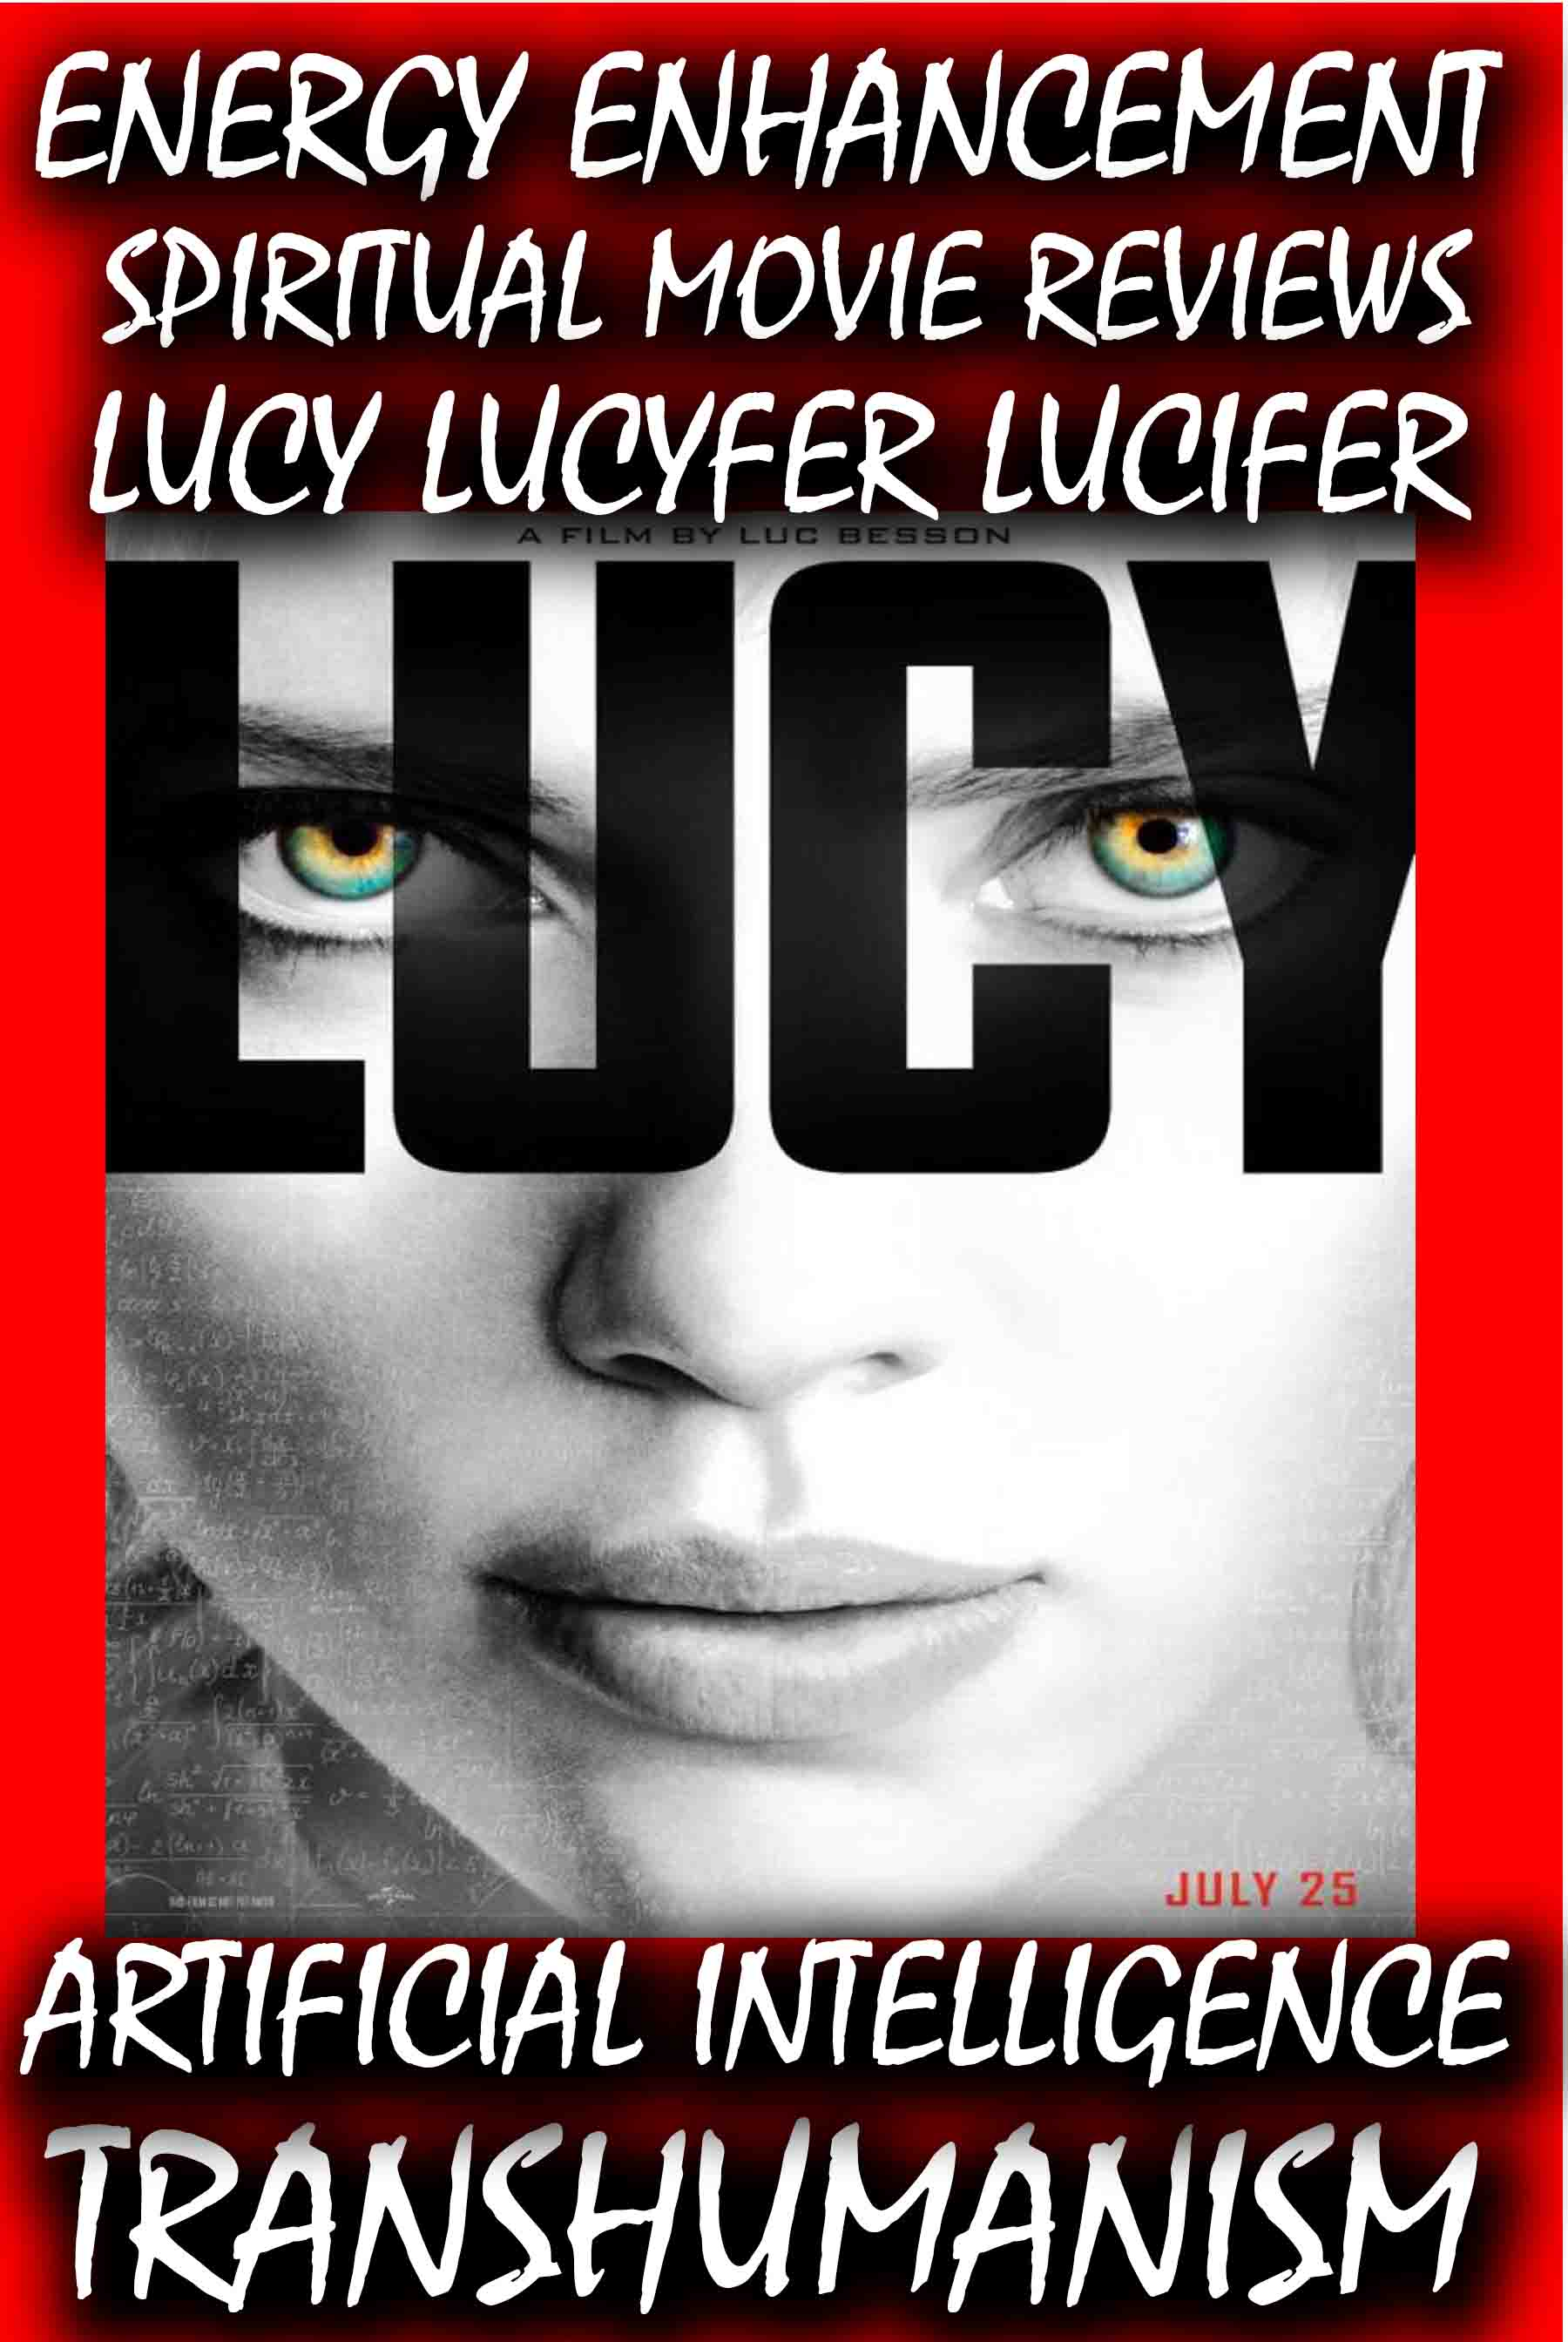 ENERGY ENHANCEMENT
SPIRITUAL MOVIE REVIEWS
LUCY LUCYFER LUCIFER
A FILM BY LUC BESSON
LUCY
JULY 25
ARTIFICIAL INTELLIGENCE
TRANSHUMANISM